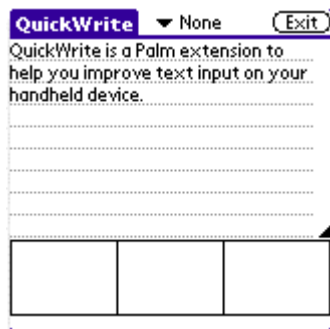 QuickWrite None Exit
QuickWrite is a Palm extension to
help you improve text input on your
handheld device.